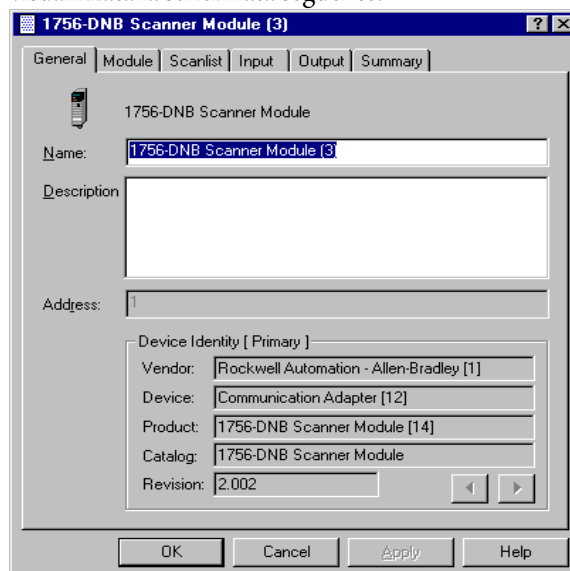 1756-DNB Scanner Module (3)
General Module Scanlist Input Output Summary
1756-DNB Scanner Module
Name: 1756-DNB Scanner Module (3)
Description
Address: 1
Device Identity [ Primary ]
Vendor: Rockwell Automation - Allen-Bradley [1]
Device: Communication Adapter [12]
Product: 1756-DNB Scanner Module [14]
Catalog: 1756-DNB Scanner Module
Revision: 2.002
OK Cancel Apply Help